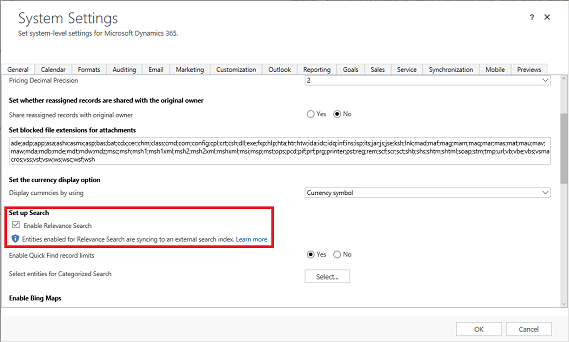 System Settings
? ×
Set system-level settings for Microsoft Dynamics 365.
General Calendar Formats Auditing Email Marketing Customization Outlook Reporting Goals Sales Service Synchronization Mobile Previews
Pricing Decimal Precision 2
Set whether reassigned records are shared with the original owner
Share reassigned records with original owner Yes No
Set blocked file extensions for attachments
ade;adp;app;asa;ashx;asmx;asp;bas;bat;cdx;cer;chm;class;cmd;com;config;cpl;crt;csh;dll;exe;fxp;hlp;hta;htr;htw;ida;idc;idq;inf;ins;isp;its;jar;js;jse;ksh;lnk;mad;maf;mag;mam;maq;mar;mas;mat;mau;mav;
maw;mda;mdb;mde;mdt;mdw;mdz;msc;msh;msh1;msh1xml;msh2;msh2xml;mshxml;msi;msp;mst;ops;pcd;pif;prf;prg;printer;pst;reg;rem;scf;scr;sct;shb;shs;shtm;shtml;soap;stm;tmp;url;vb;vbe;vbs;vsma
cros;vss;vst;vsw;ws;wsc;wsf;wsh
Set the currency display option
Display currencies by using Currency symbol
Set up Search
Enable Relevance Search
Entities enabled for Relevance Search are syncing to an external search index. Learn more
Enable Quick Find record limits Yes No
Select entities for Categorized Search Select...
Enable Bing Maps
OK Cancel